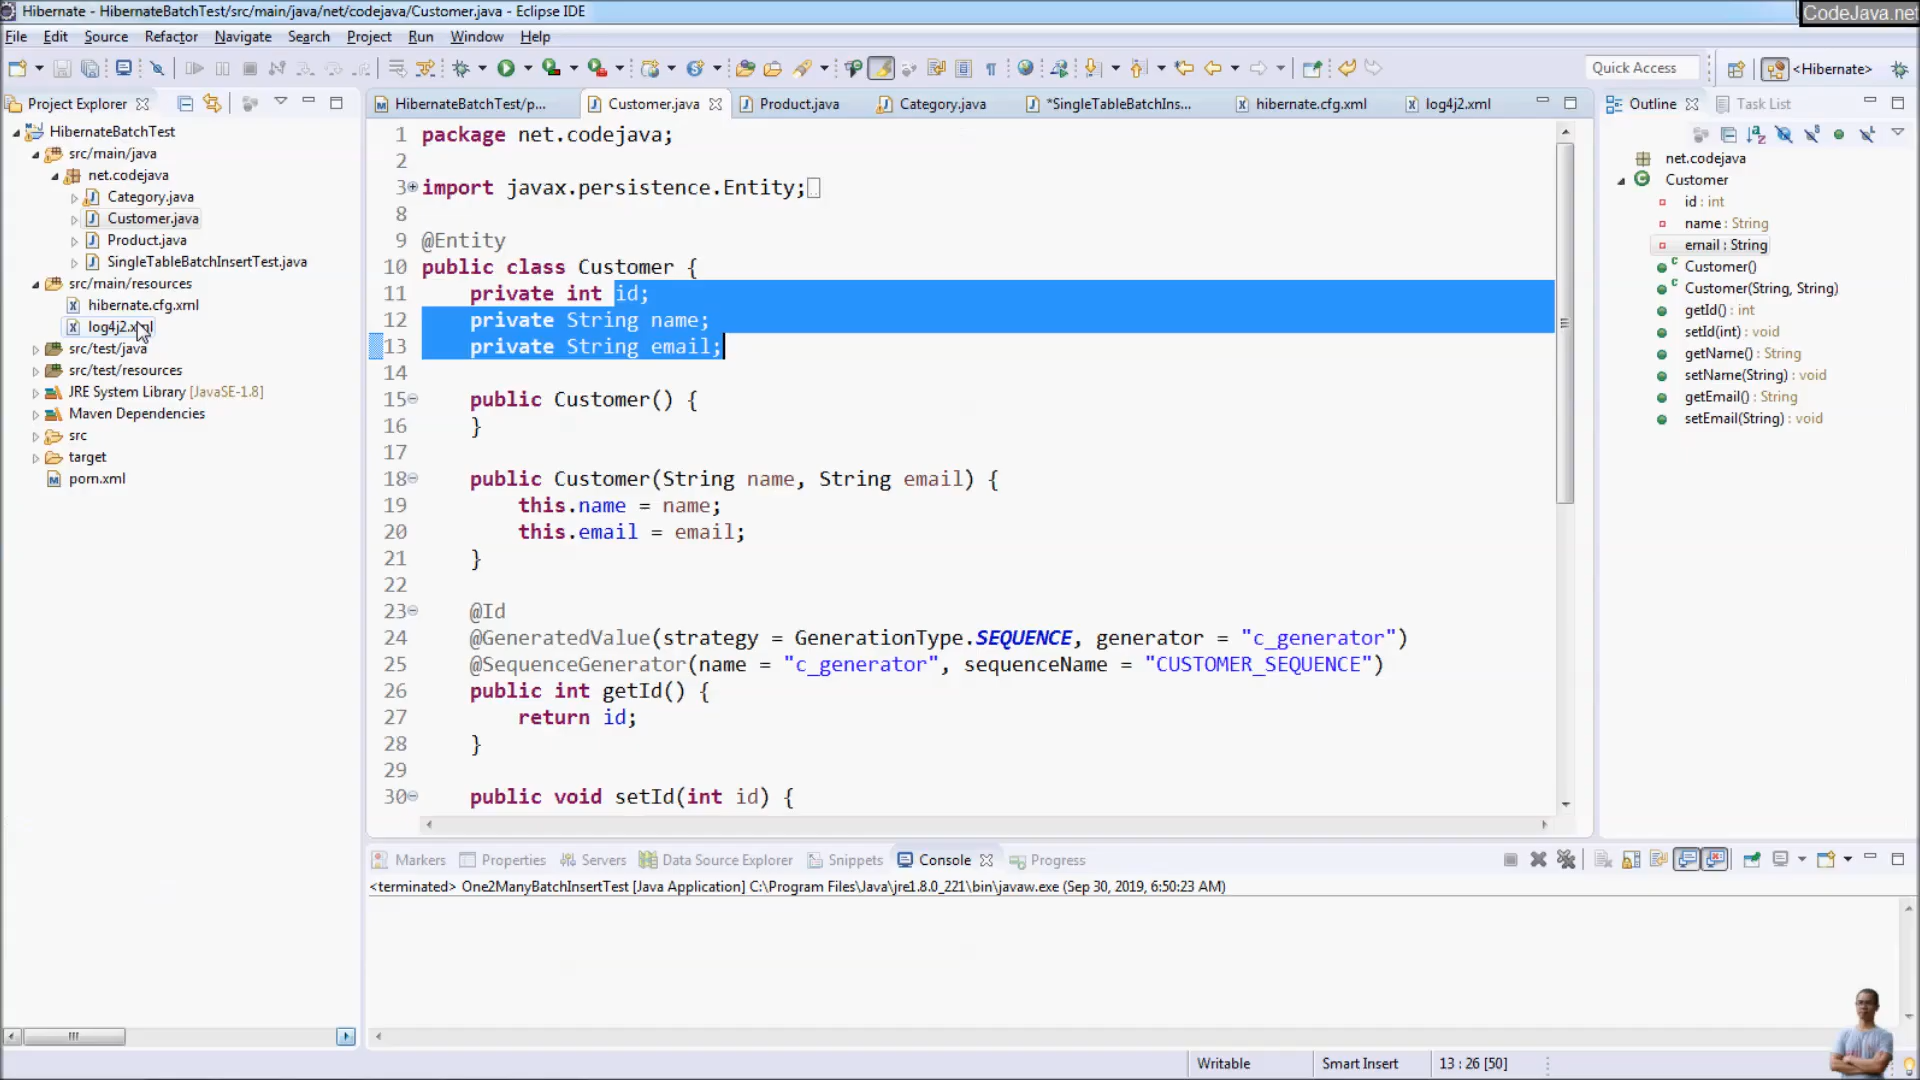 Hibernate - HibernateBatchTest/src/main/java/net/codejava/Customer.java - Eclipse IDE
CodeJava.net
File Edit Source Refactor Navigate Search Project Run Window Help
Quick Access
<Hibernate>
Project Explorer
HibernateBatchTest/p...
Customer.java
Product.java
Category.java
*SingleTableBatchIns...
hibernate.cfg.xml
log4j2.xml
Outline
Task List
HibernateBatchTest
src/main/java
net.codejava
Category.java
Customer.java
Product.java
SingleTableBatchInsertTest.java
src/main/resources
hibernate.cfg.xml
log4j2.xml
src/test/java
src/test/resources
JRE System Library [JavaSE-1.8]
Maven Dependencies
src
target
pom.xml
1 package net.codejava;
2
3 import javax.persistence.Entity;
8
9 @Entity
10 public class Customer {
11 private int id;
12 private String name;
13 private String email;
14
15 public Customer() {
16 }
17
18 public Customer(String name, String email) {
19 this.name = name;
20 this.email = email;
21 }
22
23 @Id
24 @GeneratedValue(strategy = GenerationType.SEQUENCE, generator = "c_generator")
25 @SequenceGenerator(name = "c_generator", sequenceName = "CUSTOMER_SEQUENCE")
26 public int getId() {
27 return id;
28 }
29
30 public void setId(int id) {
net.codejava
Customer
id : int
name : String
email : String
Customer()
Customer(String, String)
getId() : int
setId(int) : void
getName() : String
setName(String) : void
getEmail() : String
setEmail(String) : void
Markers Properties Servers Data Source Explorer Snippets Console Progress
<terminated> One2ManyBatchInsertTest [Java Application] C:\Program Files\Java\jre1.8.0_221\bin\javaw.exe (Sep 30, 2019, 6:50:23 AM)
Writable
Smart Insert
13 : 26 [50]